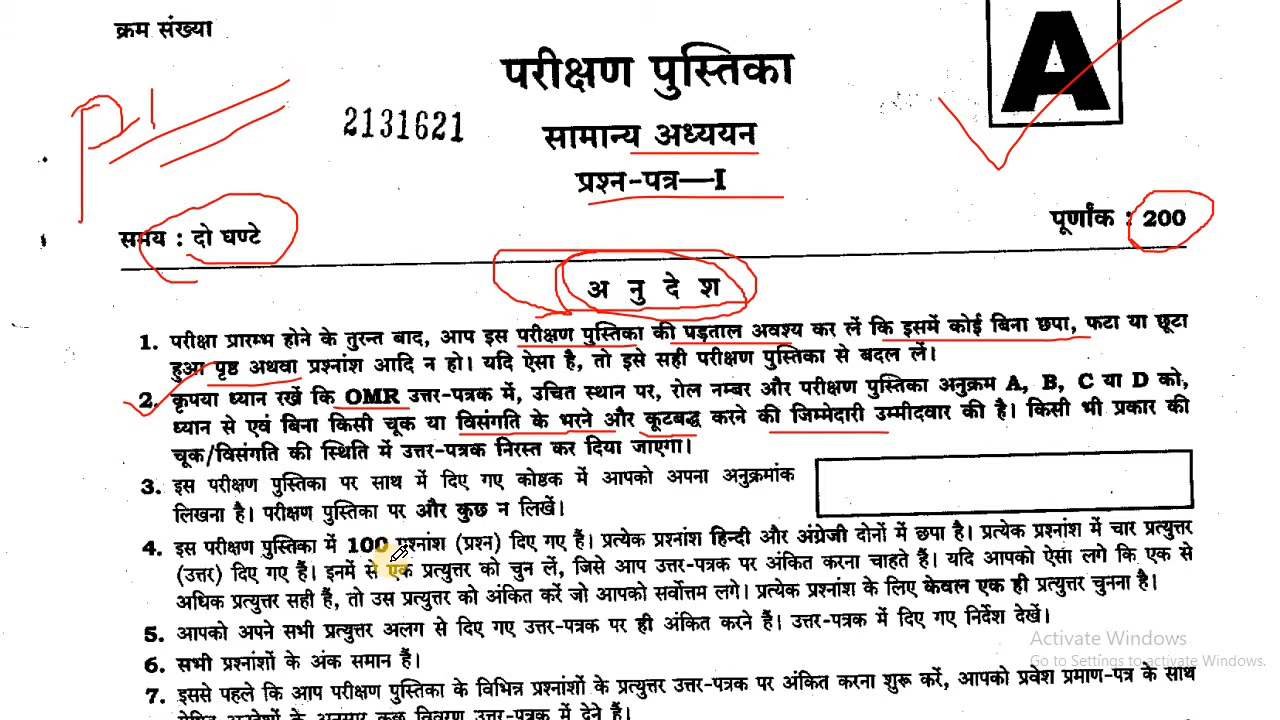 क्रम संख्या
A
परीक्षण पुस्तिका
2131621
सामान्य अध्ययन
प्रश्न-पत्र—I
P-1
समय : दो घण्टे
पूर्णांक : 200
अ नु दे श
1. परीक्षा प्रारम्भ होने के तुरन्त बाद, आप इस परीक्षण पुस्तिका की पड़ताल अवश्य कर लें कि इसमें कोई बिना छपा, फटा या छूटा
हुआ पृष्ठ अथवा प्रश्नांश आदि न हो। यदि ऐसा है, तो इसे सही परीक्षण पुस्तिका से बदल लें।
2. कृपया ध्यान रखें कि OMR उत्तर-पत्रक में, उचित स्थान पर, रोल नम्बर और परीक्षण पुस्तिका अनुक्रम A, B, C या D को,
ध्यान से एवं बिना किसी चूक या विसंगति के भरने और कूटबद्ध करने की जिम्मेदारी उम्मीदवार की है। किसी भी प्रकार की
चूक/विसंगति की स्थिति में उत्तर-पत्रक निरस्त कर दिया जाएगा।
3. इस परीक्षण पुस्तिका पर साथ में दिए गए कोष्ठक में आपको अपना अनुक्रमांक
लिखना है। परीक्षण पुस्तिका पर और कुछ न लिखें।
4. इस परीक्षण पुस्तिका में 100 प्रश्नांश (प्रश्न) दिए गए हैं। प्रत्येक प्रश्नांश हिन्दी और अंग्रेजी दोनों में छपा है। प्रत्येक प्रश्नांश में चार प्रत्युत्तर
(उत्तर) दिए गए हैं। इनमें से एक प्रत्युत्तर को चुन लें, जिसे आप उत्तर-पत्रक पर अंकित करना चाहते हैं। यदि आपको ऐसा लगे कि एक से
अधिक प्रत्युत्तर सही हैं, तो उस प्रत्युत्तर को अंकित करें जो आपको सर्वोत्तम लगे। प्रत्येक प्रश्नांश के लिए केवल एक ही प्रत्युत्तर चुनना है।
5. आपको अपने सभी प्रत्युत्तर अलग से दिए गए उत्तर-पत्रक पर ही अंकित करने हैं। उत्तर-पत्रक में दिए गए निर्देश देखें।
6. सभी प्रश्नांशों के अंक समान हैं।
7. इससे पहले कि आप परीक्षण पुस्तिका के विभिन्न प्रश्नांशों के प्रत्युत्तर उत्तर-पत्रक पर अंकित करना शुरू करें, आपको प्रवेश प्रमाण-पत्र के साथ
प्रेषित अनुदेशों के अनुसार कुछ विवरण उत्तर-पत्रक में देने हैं।
Activate Windows
Go to Settings to activate Windows.